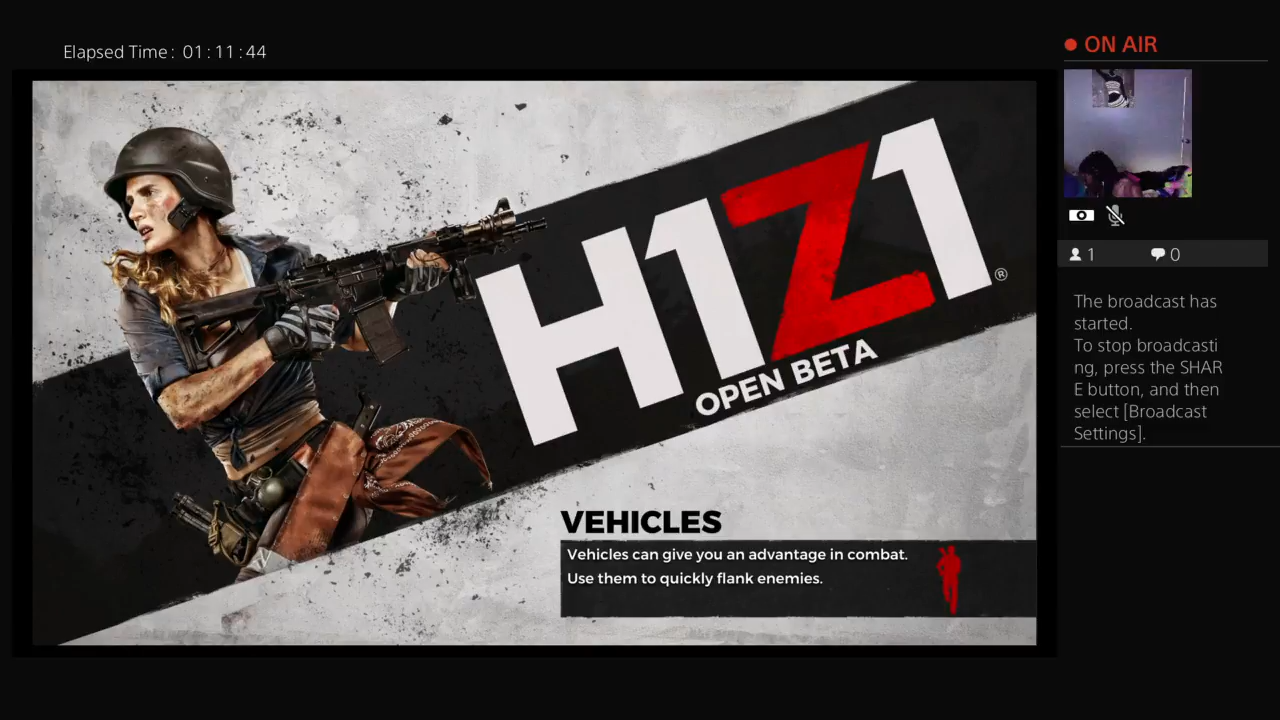 Elapsed Time: 01:11:44
ON AIR
1 0
The broadcast has
started.
To stop broadcasti
ng, press the SHAR
E button, and then
select [Broadcast
Settings].
H1Z1®
OPEN BETA
VEHICLES
Vehicles can give you an advantage in combat.
Use them to quickly flank enemies.